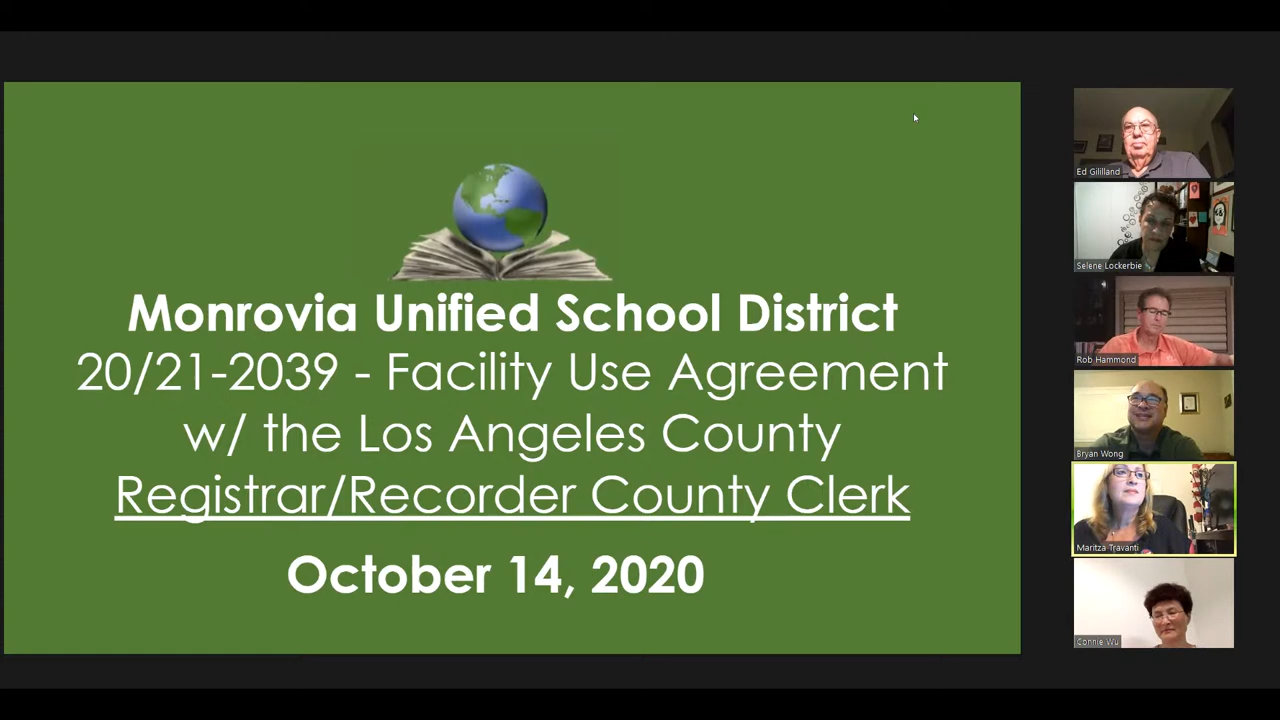 Monrovia Unified School District
20/21-2039 - Facility Use Agreement
w/ the Los Angeles County
Registrar/Recorder County Clerk
October 14, 2020
Ed Gililland
Selene Lockerbie
Rob Hammond
Bryan Wong
Maritza Travanti
Connie Wu